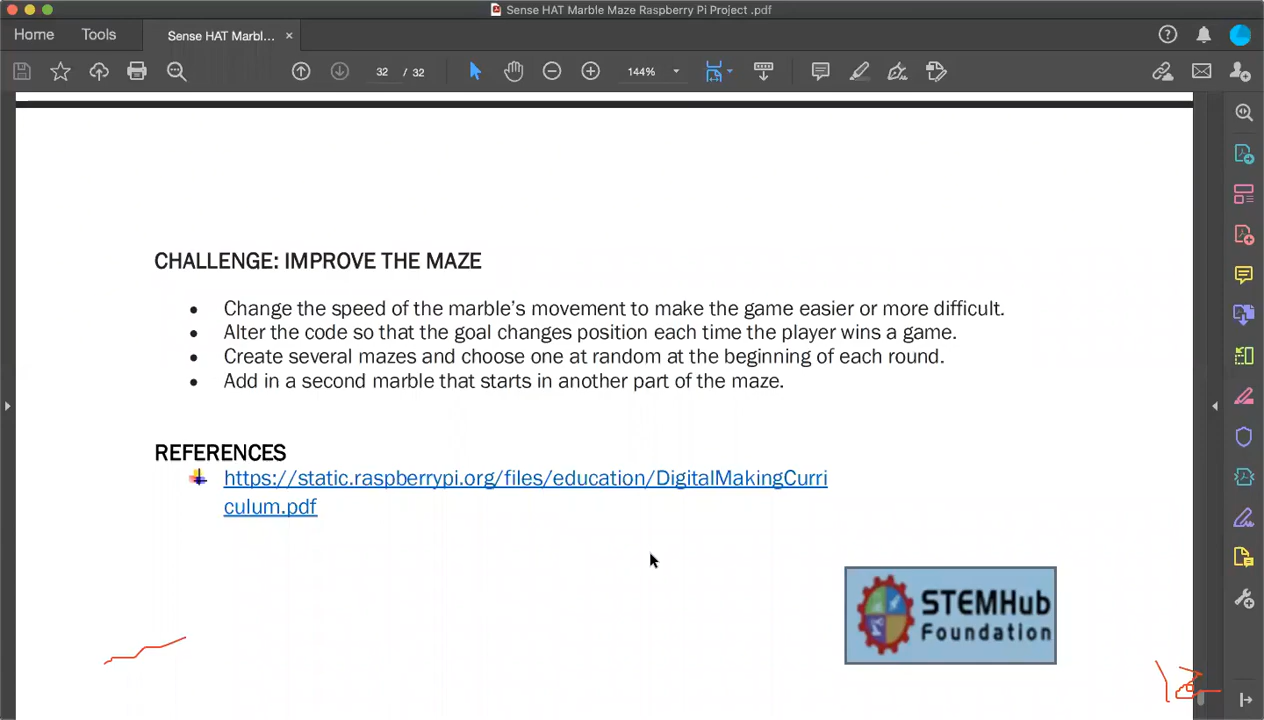 Sense HAT Marble Maze Raspberry Pi Project .pdf
Home Tools Sense HAT Marbl... ×
32 / 32 144%
CHALLENGE: IMPROVE THE MAZE
• Change the speed of the marble's movement to make the game easier or more difficult.
• Alter the code so that the goal changes position each time the player wins a game.
• Create several mazes and choose one at random at the beginning of each round.
• Add in a second marble that starts in another part of the maze.
REFERENCES
https://static.raspberrypi.org/files/education/DigitalMakingCurri
culum.pdf
STEMHub
Foundation